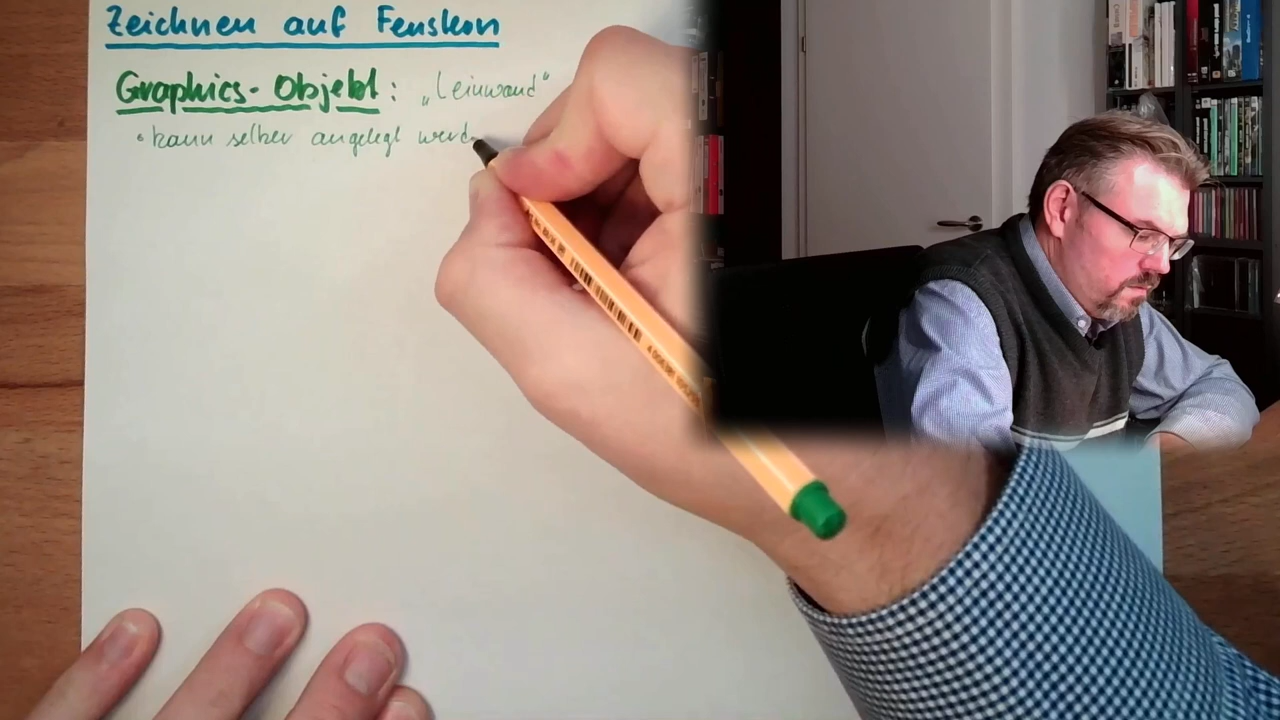 Zeichnen auf Fenstern
Graphics-Objekt: „Leinwand"
• kann selber angelegt werd